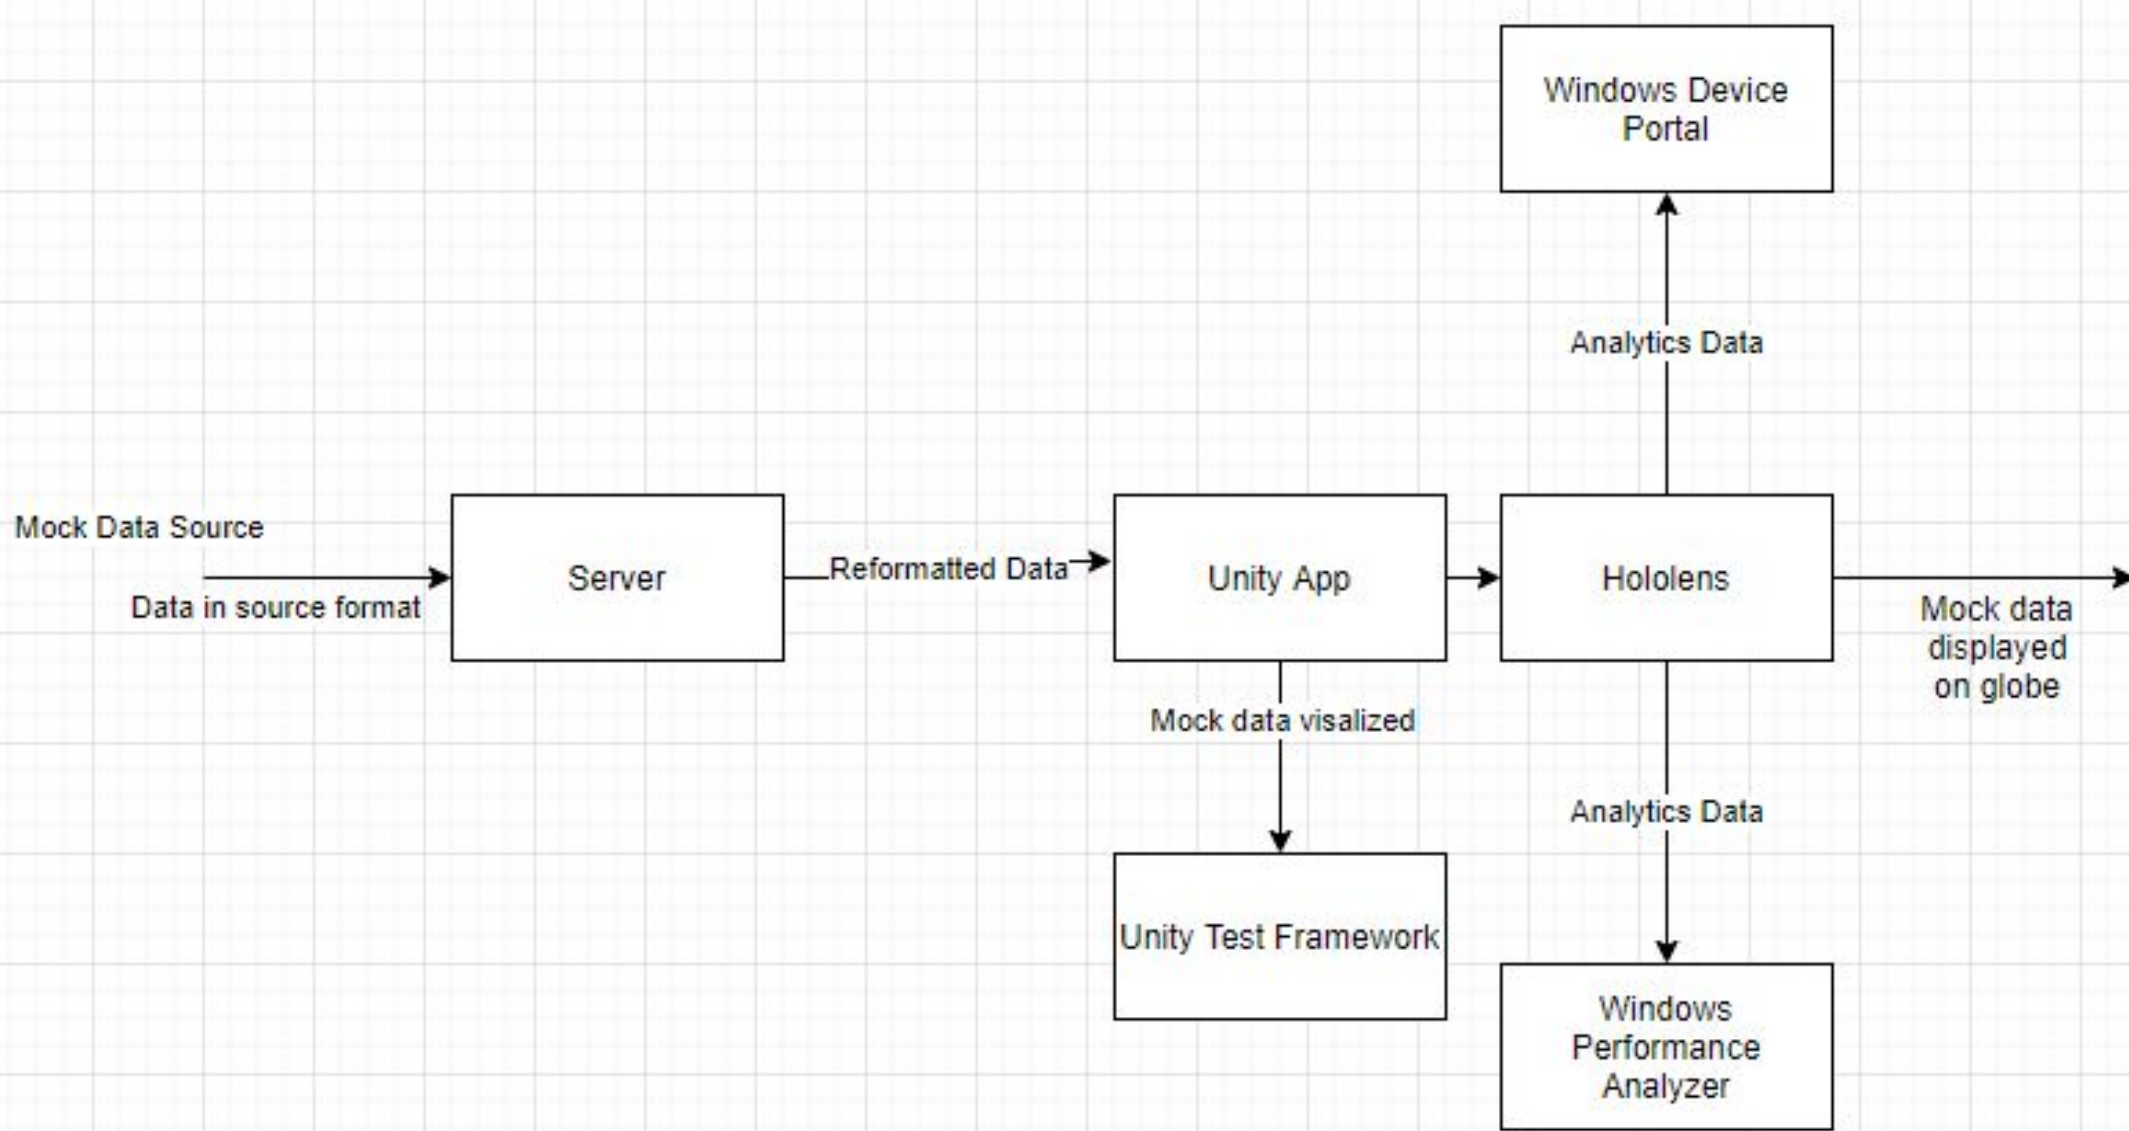 Windows Device
Portal
Analytics Data
Mock Data Source
Data in source format
Server
Reformatted Data
Unity App
Hololens
Mock data
displayed
on globe
Mock data visalized
Analytics Data
Unity Test Framework
Windows
Performance
Analyzer